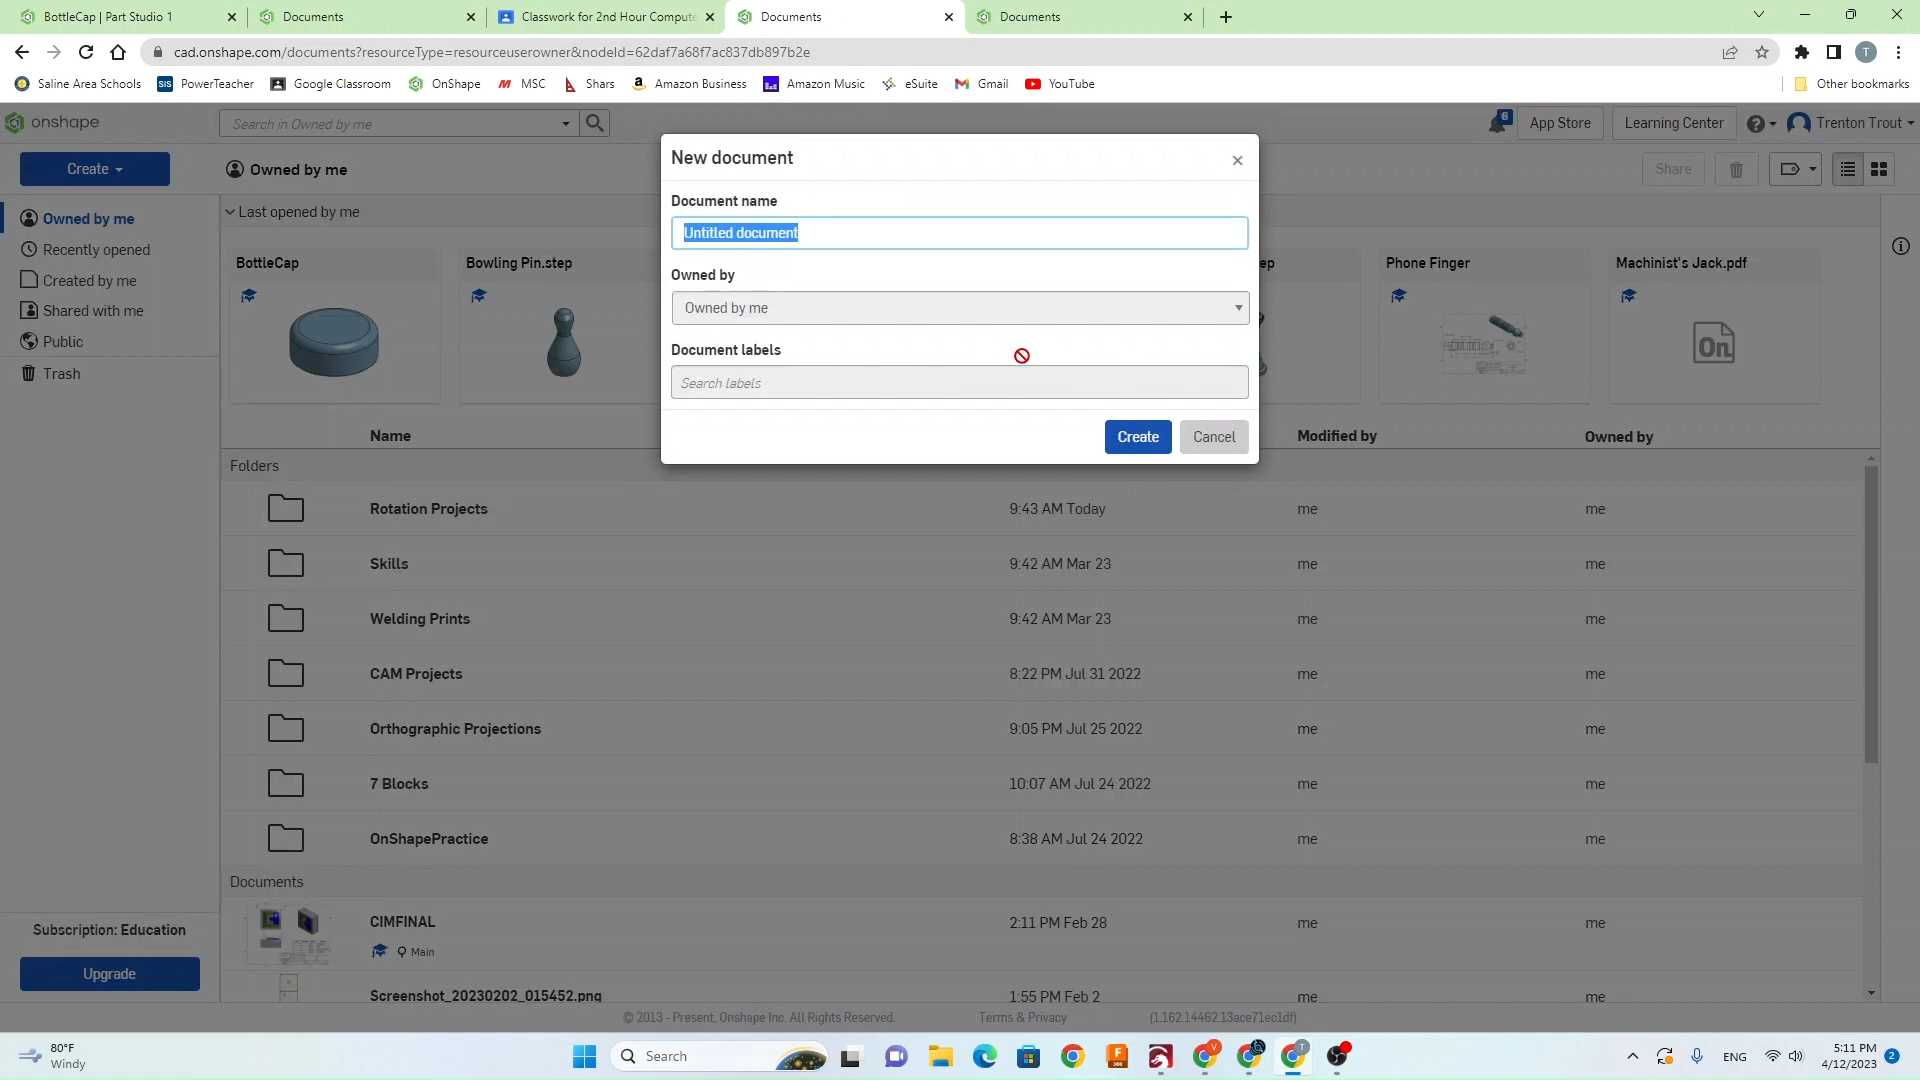 BottleCap | Part Studio 1
Documents
Classwork for 2nd Hour Compute
Documents
Documents
cad.onshape.com/documents?resourceType=resourceuserowner&nodeId=62daf7a68f7ac837db897b2e
T
Saline Area Schools
SIS PowerTeacher
Google Classroom
OnShape
MSC
Shars
Amazon Business
Amazon Music
eSuite
Gmail
YouTube
Other bookmarks
onshape
Search in Owned by me
6
App Store
Learning Center
Trenton Trout
Create
Owned by me
Share
Owned by me
Recently opened
Created by me
Shared with me
Public
Trash
Last opened by me
BottleCap
Bowling Pin.step
ep
Phone Finger
Machinist's Jack.pdf
On
New document
×
Document name
Untitled document
Owned by
Owned by me
Document labels
Search labels
Create
Cancel
Name
Modified by
Owned by
Folders
Rotation Projects
9:43 AM Today
me
me
Skills
9:42 AM Mar 23
me
me
Welding Prints
9:42 AM Mar 23
me
me
CAM Projects
8:22 PM Jul 31 2022
me
me
Orthographic Projections
9:05 PM Jul 25 2022
me
me
7 Blocks
10:07 AM Jul 24 2022
me
me
OnShapePractice
8:38 AM Jul 24 2022
me
me
Documents
CIMFINAL
Main
2:11 PM Feb 28
me
me
Screenshot_20230202_015452.png
1:55 PM Feb 2
me
me
Subscription: Education
Upgrade
© 2013 - Present, Onshape Inc. All Rights Reserved.
Terms & Privacy
(1.162.14462.13ace71ec1df)
80°F
Windy
Search
ENG
5:11 PM
4/12/2023
2